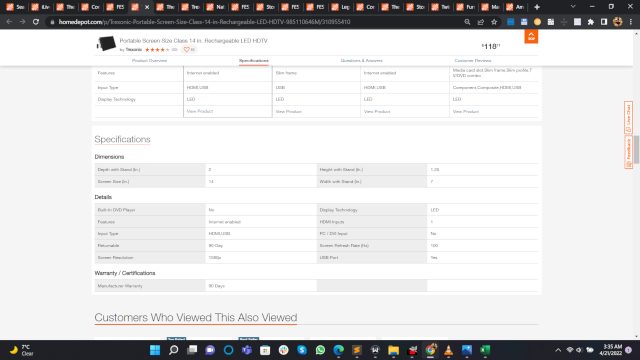 homedepot.com/p/Trexonic-Portable-Screen-Size-Class-14-in-Rechargeable-LED-HDTV-985110646M/310955410
Portable Screen Size Class 14 in. Rechargeable LED HDTV
by Trexonic
$118
TOP
Product Overview Specifications Questions & Answers Customer Reviews
Media card slot,Slim frame,Slim profile,TV/DVD combo
Features Internet enabled Slim frame Internet enabled
Input Type HDMI,USB USB HDMI,USB Component,Composite,HDMI,USB
Display Technology LED LED LED LED
View Product View Product View Product View Product
Specifications
Dimensions
Depth with Stand (In.) 2 Height with Stand (In.) 1.25
Screen Size (In.) 14 Width with Stand (In.) 7
Details
Built-In DVD Player No Display Technology LED
Features Internet enabled HDMI Inputs 1
Input Type HDMI,USB PC / DVI Input No
Returnable 90-Day Screen Refresh Rate (Hz) 100
Screen Resolution 1080p USB Port Yes
Warranty / Certifications
Manufacturer Warranty 90 Days
Customers Who Viewed This Also Viewed
Live Chat
Feedback
7°C
Clear
3:35 AM
4/21/2022